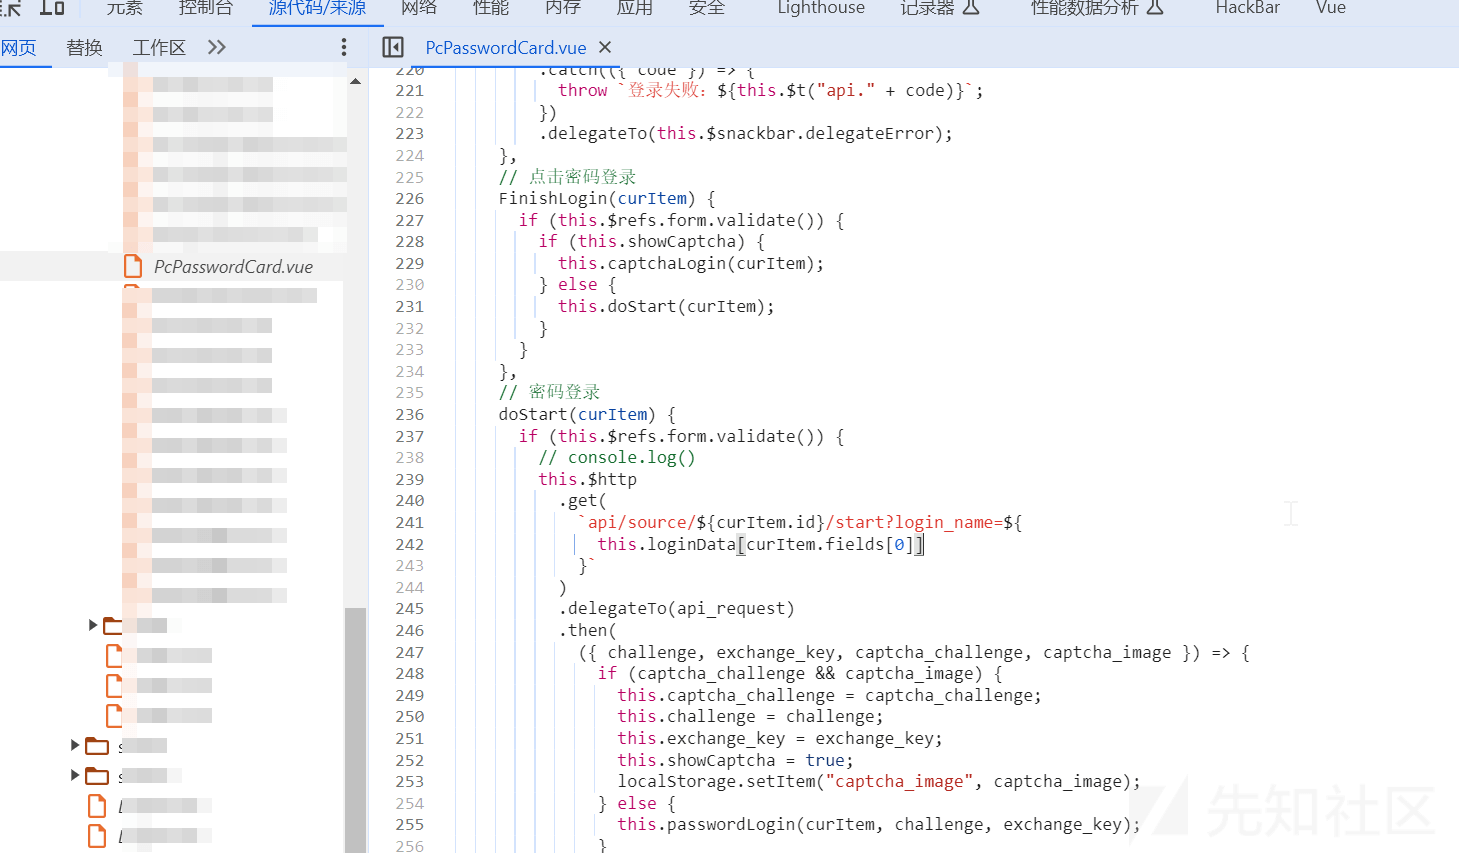 元素 控制台 源代码/来源 网络 性能 内存 应用 安全 Lighthouse 记录器 性能数据分析 HackBar Vue
网页 替换 工作区 PcPasswordCard.vue
PcPasswordCard.vue
220 .catch(({ code }) => {
221 throw `登录失败: ${this.$t("api." + code)}`;
222 })
223 .delegateTo(this.$snackbar.delegateError);
224 },
225 // 点击密码登录
226 FinishLogin(curItem) {
227 if (this.$refs.form.validate()) {
228 if (this.showCaptcha) {
229 this.captchaLogin(curItem);
230 } else {
231 this.doStart(curItem);
232 }
233 }
234 },
235 // 密码登录
236 doStart(curItem) {
237 if (this.$refs.form.validate()) {
238 // console.log()
239 this.$http
240 .get(
241 `api/source/${curItem.id}/start?login_name=${
242 this.loginData[curItem.fields[0]]
243 }`
244 )
245 .delegateTo(api_request)
246 .then(
247 ({ challenge, exchange_key, captcha_challenge, captcha_image }) => {
248 if (captcha_challenge && captcha_image) {
249 this.captcha_challenge = captcha_challenge;
250 this.challenge = challenge;
251 this.exchange_key = exchange_key;
252 this.showCaptcha = true;
253 localStorage.setItem("captcha_image", captcha_image);
254 } else {
255 this.passwordLogin(curItem, challenge, exchange_key);
256 }
先知社区